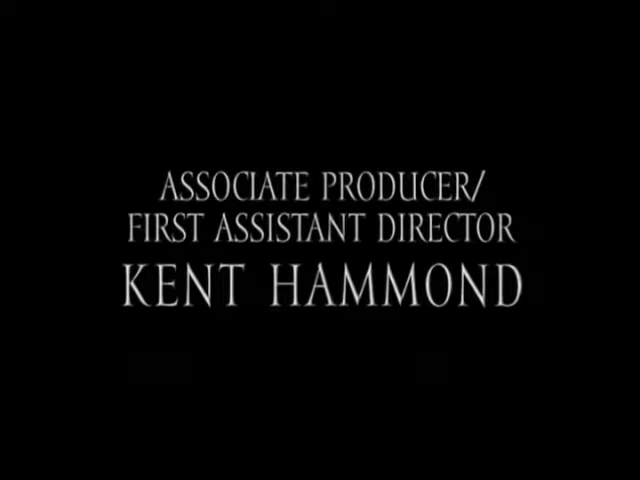 ASSOCIATE PRODUCER/
FIRST ASSISTANT DIRECTOR
KENT HAMMOND